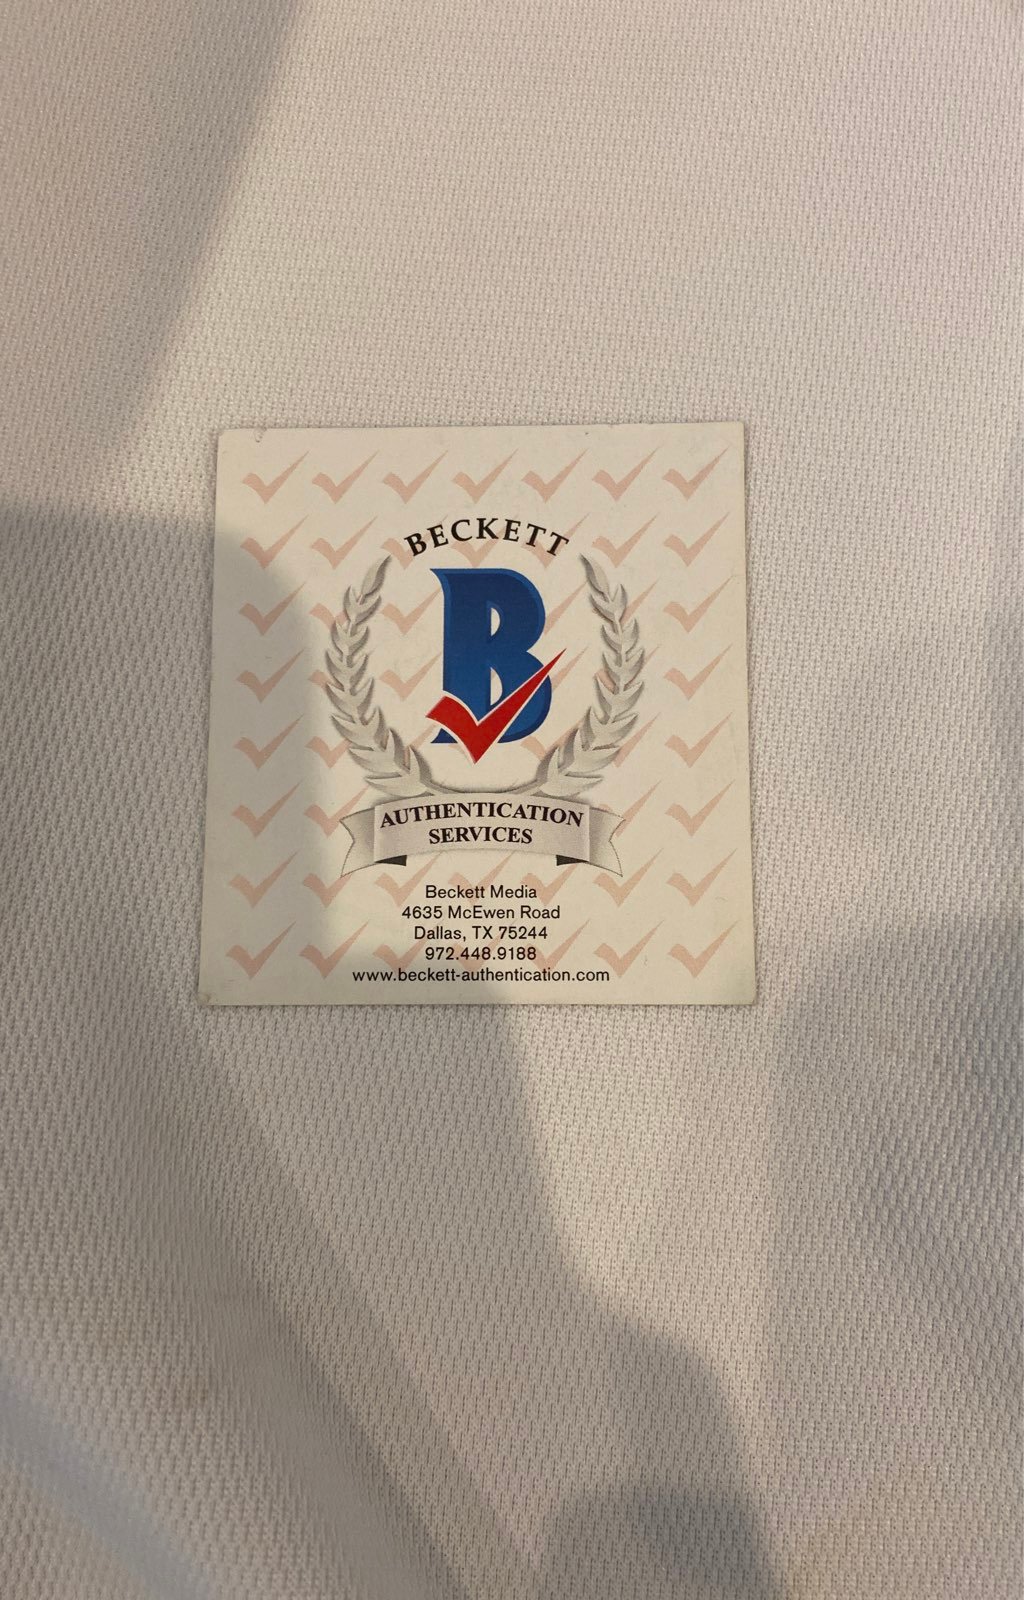 BECKETT
B
AUTHENTICATION
SERVICES
Beckett Media
4635 McEwen Road
Dallas, TX 75244
972.448.9188
www.beckett-authentication.com